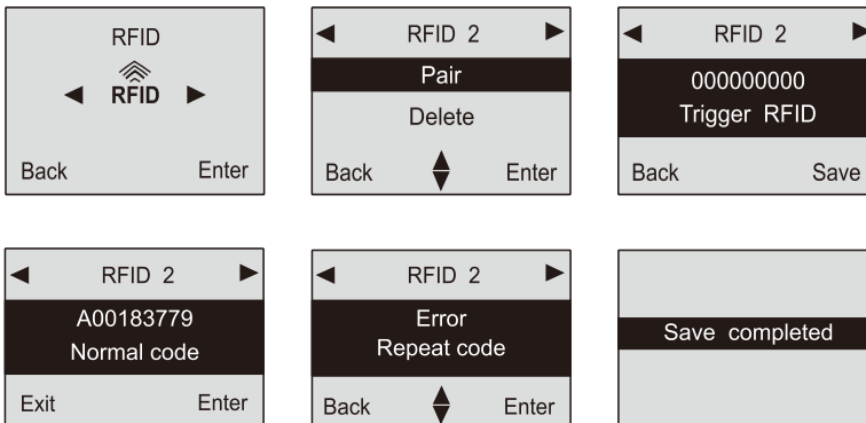 RFID
RFID
Back Enter
RFID 2
Pair
Delete
Back Enter
RFID 2
000000000
Trigger RFID
Back Save
RFID 2
A00183779
Normal code
Exit Enter
RFID 2
Error
Repeat code
Back Enter
Save completed